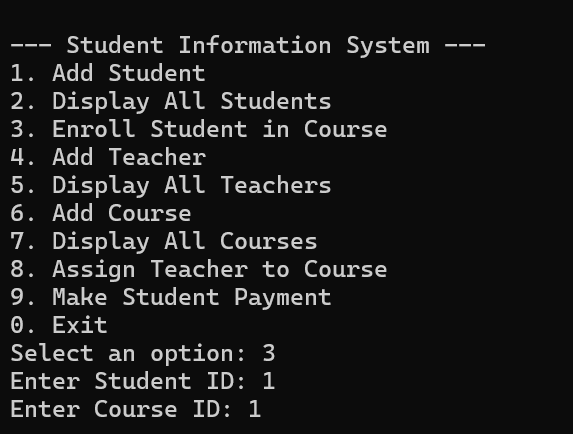 --- Student Information System ---
1. Add Student
2. Display All Students
3. Enroll Student in Course
4. Add Teacher
5. Display All Teachers
6. Add Course
7. Display All Courses
8. Assign Teacher to Course
9. Make Student Payment
0. Exit
Select an option: 3
Enter Student ID: 1
Enter Course ID: 1